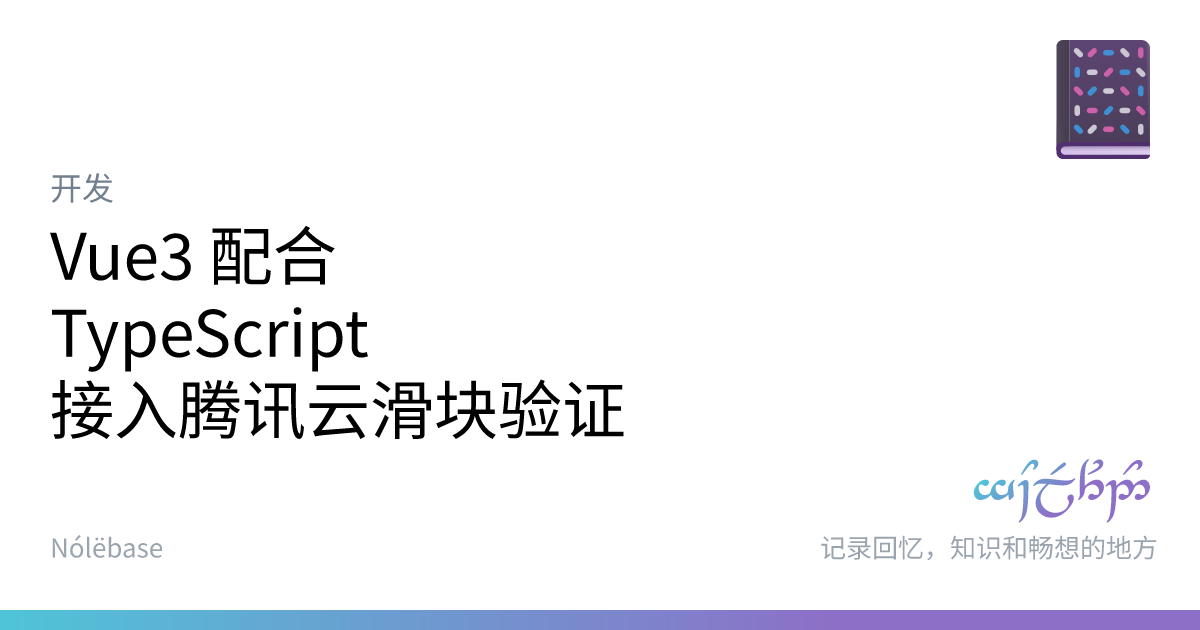 开发
Vue3 配合
TypeScript
接入腾讯云滑块验证
Nólëbase
记录回忆，知识和畅想的地方